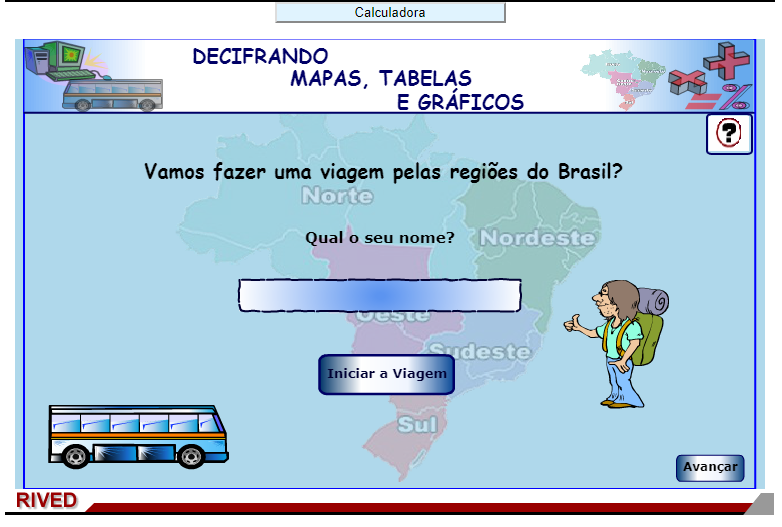 Calculadora
DECIFRANDO
MAPAS, TABELAS
E GRÁFICOS
?
Vamos fazer uma viagem pelas regiões do Brasil?
Norte
Qual o seu nome?
Nordeste
Oeste
Sudeste
Iniciar a Viagem
Sul
Avançar
RIVED